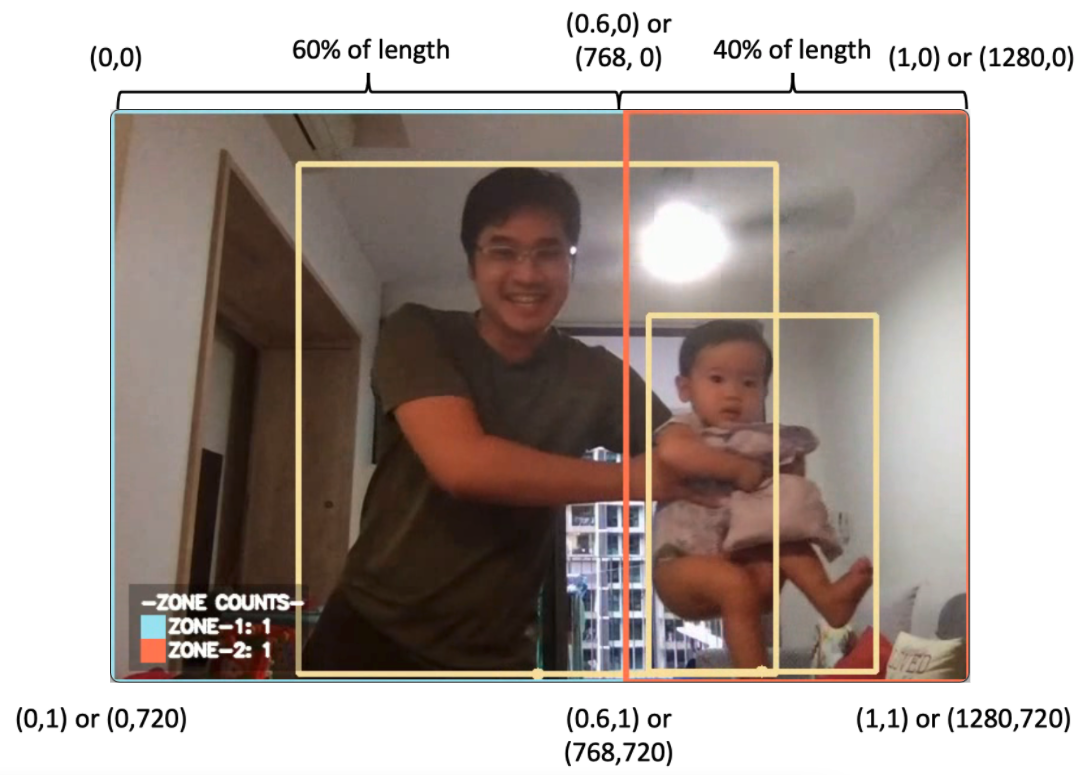 (0,0)
60% of length
(0.6,0) or
(768, 0)
40% of length
(1,0) or (1280,0)
-ZONE COUNTS-
ZONE-1: 1
ZONE-2: 1
LOVED
(0,1) or (0,720)
(0.6,1) or
(768,720)
(1,1) or (1280,720)